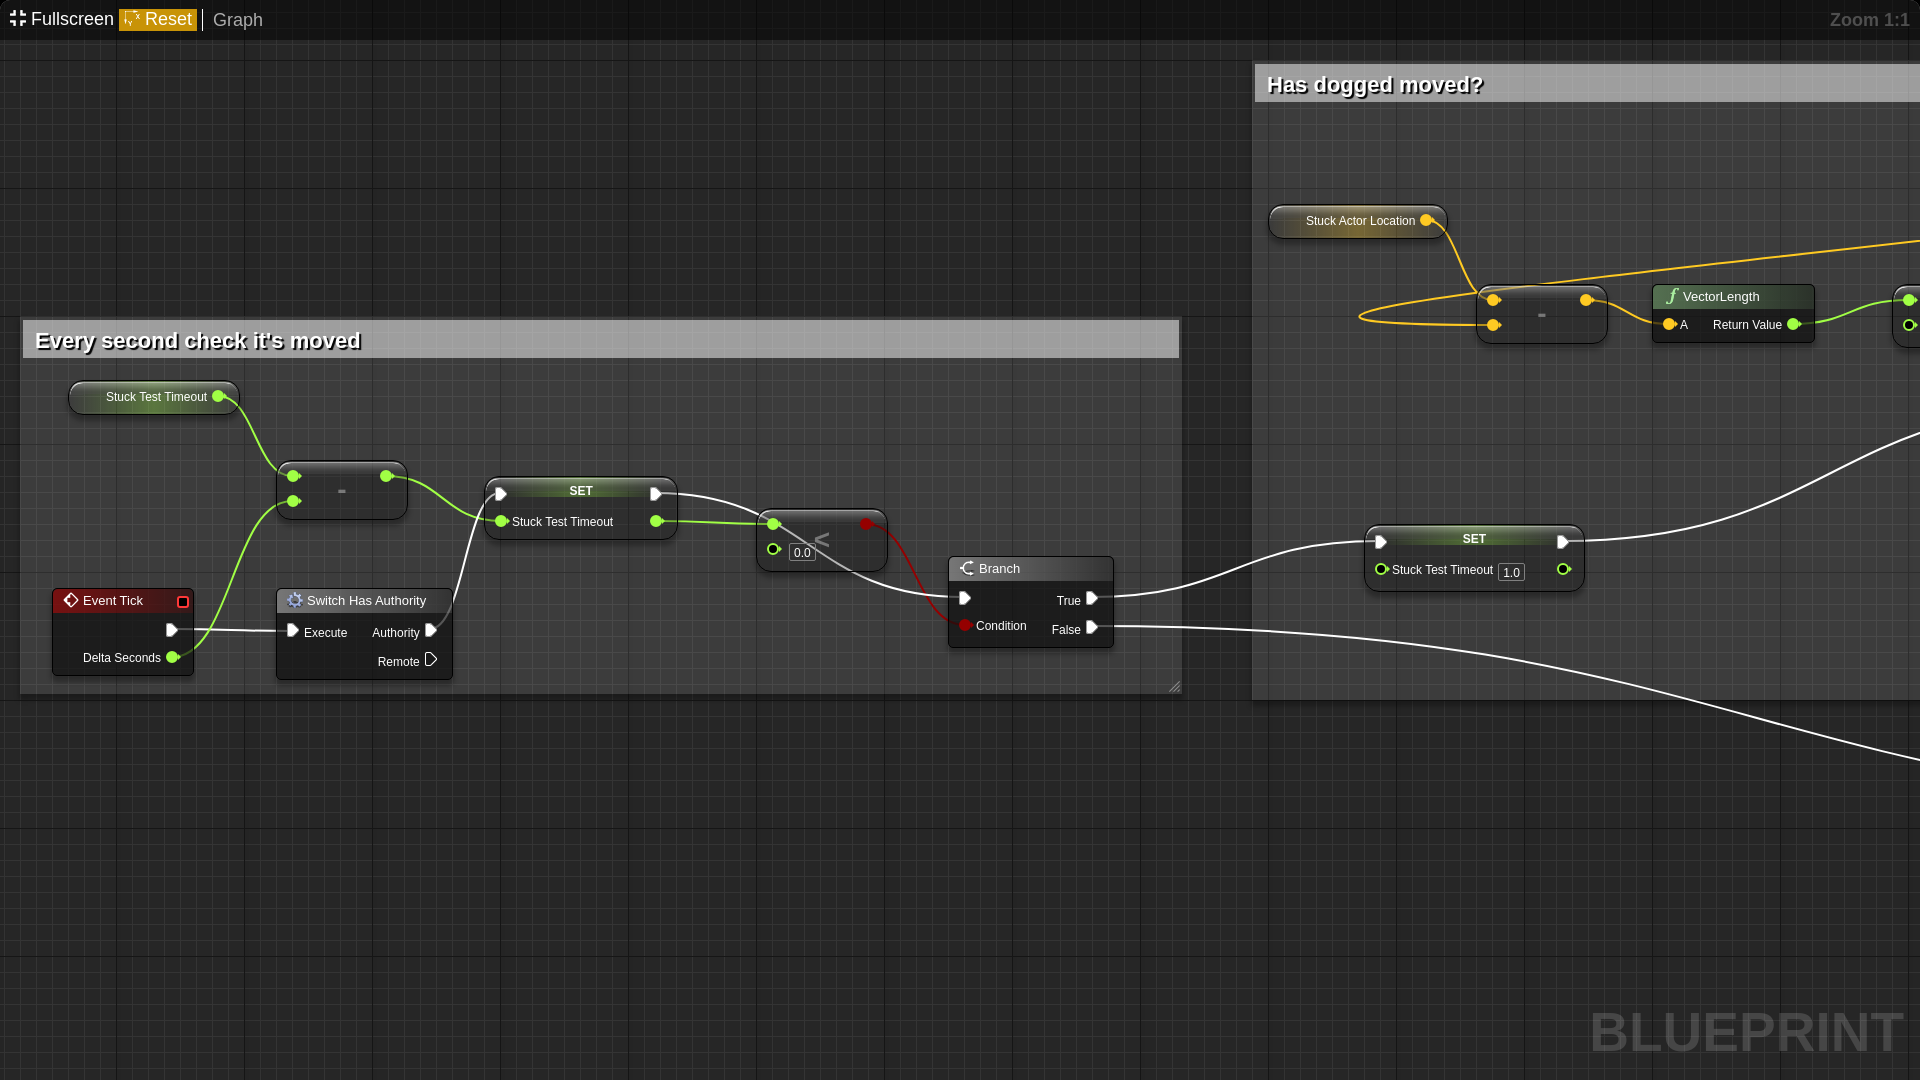 Fullscreen Reset Graph
Zoom 1:1
Has dogged moved?
Stuck Actor Location
-
VectorLength
A Return Value
Every second check it's moved
Stuck Test Timeout
-
SET
Stuck Test Timeout
<
0.0
SET
Stuck Test Timeout 1.0
Branch
True
Condition
False
Event Tick
Delta Seconds
Switch Has Authority
Execute Authority
Remote
BLUEPRINT